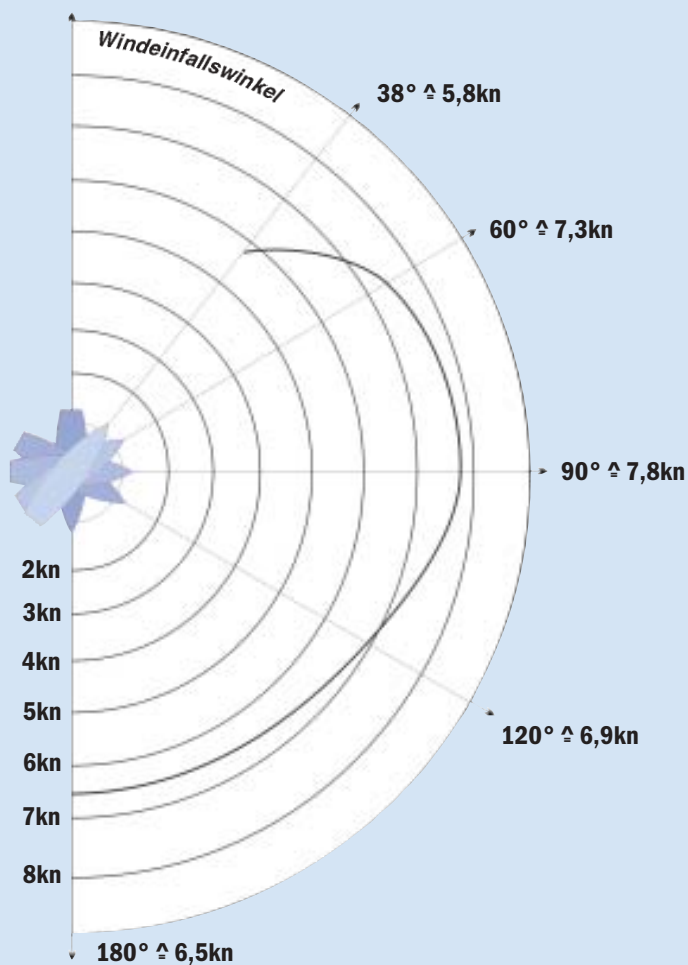 Windeinfallswinkel
38° ≙ 5,8kn
60° ≙ 7,3kn
90° ≙ 7,8kn
120° ≙ 6,9kn
2kn
3kn
4kn
5kn
6kn
7kn
8kn
180° ≙ 6,5kn